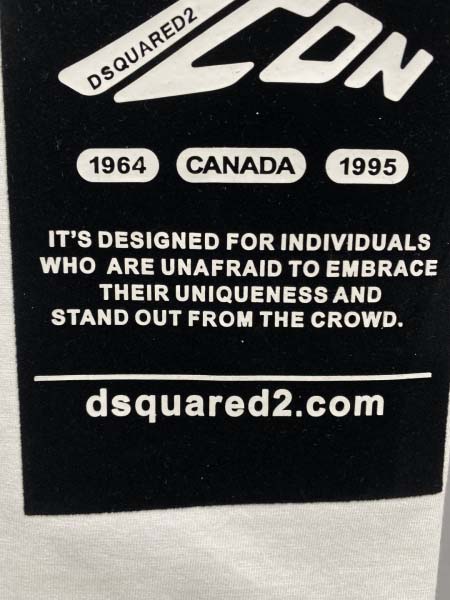 DSQUARED2
ICON
1964 CANADA 1995
IT'S DESIGNED FOR INDIVIDUALS
WHO ARE UNAFRAID TO EMBRACE
THEIR UNIQUENESS AND
STAND OUT FROM THE CROWD.
dsquared2.com